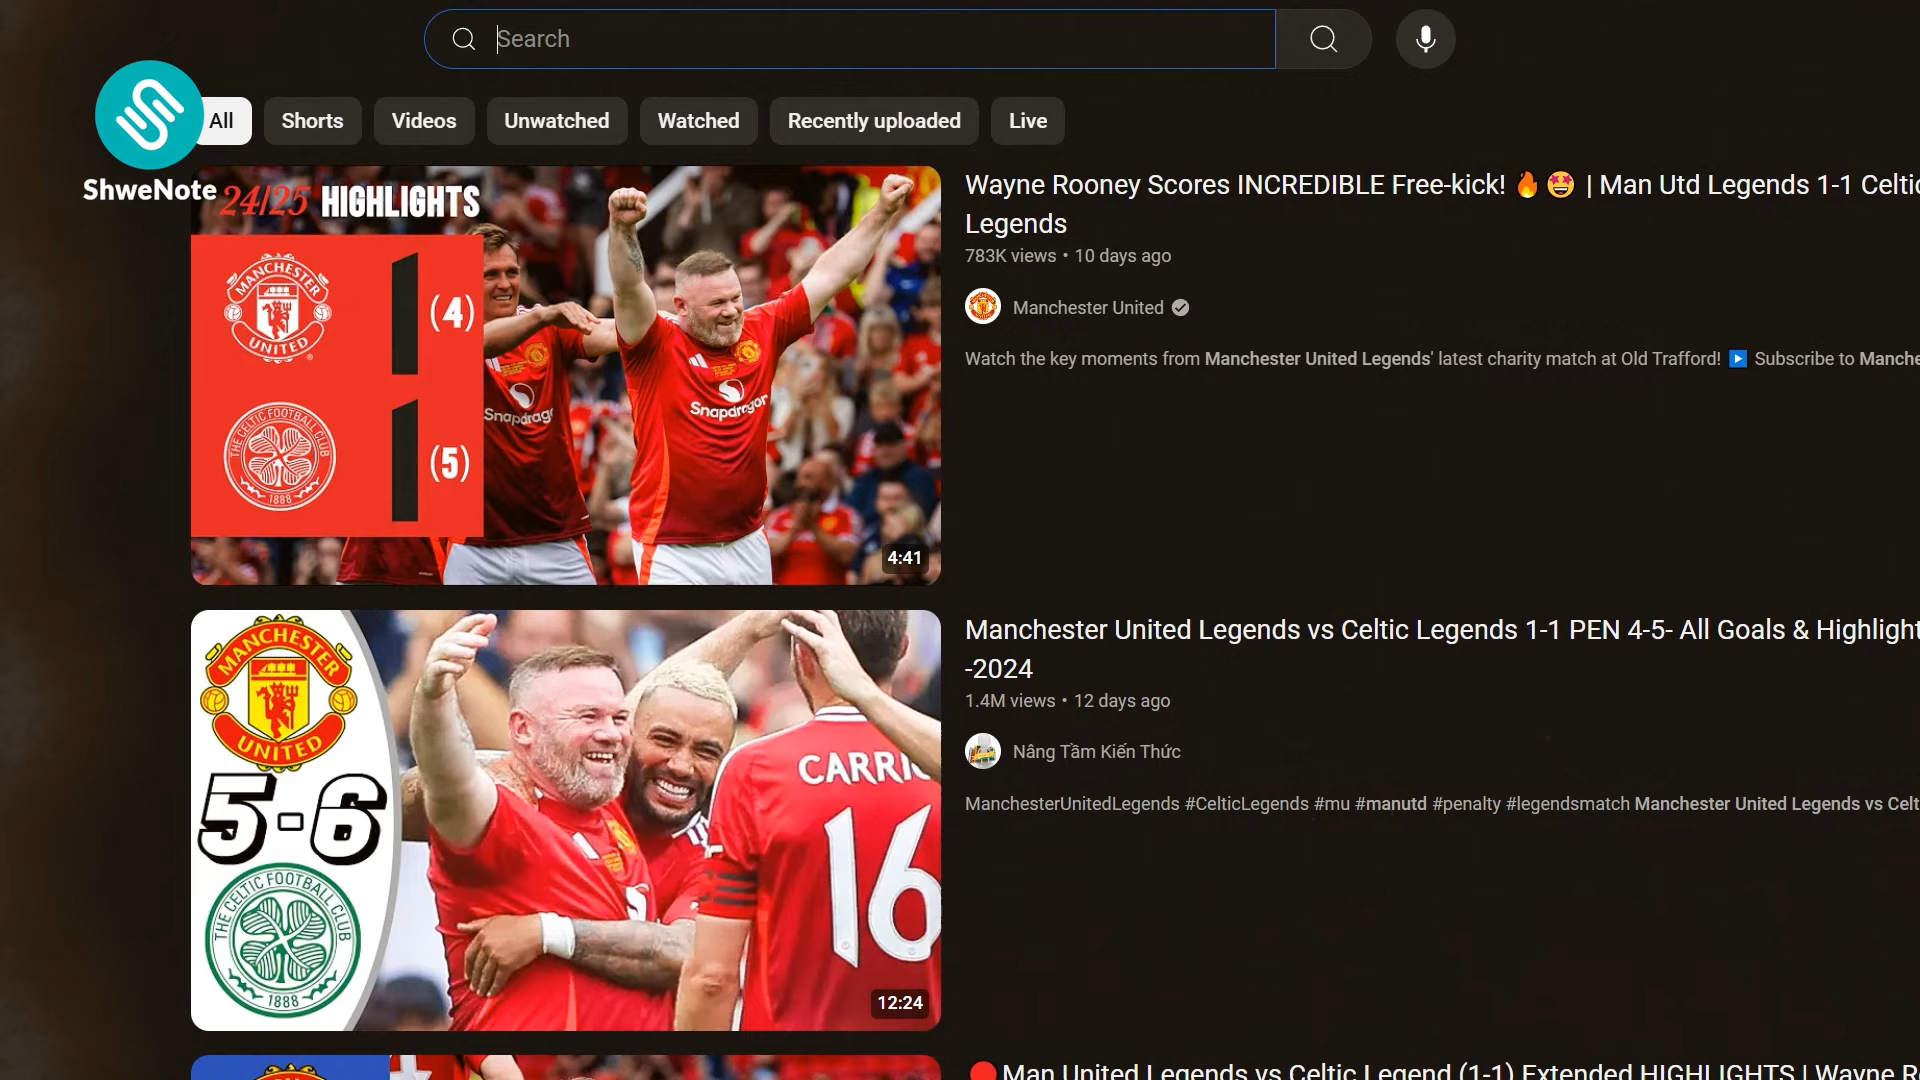 Search
All
Shorts
Videos
Unwatched
Watched
Recently uploaded
Live
ShweNote
24/25 HIGHLIGHTS
MANCHESTER
UNITED
(4)
THE CELTIC FOOTBALL CLUB
1888
(5)
Snapdrag
Snapdragon
4:41
Wayne Rooney Scores INCREDIBLE Free-kick! 🔥🤩 | Man Utd Legends 1-1 Celtic
Legends
783K views • 10 days ago
Manchester United
Watch the key moments from Manchester United Legends' latest charity match at Old Trafford! ▶️ Subscribe to Manche
MANCHESTER
UNITED
5-6
THE CELTIC FOOTBALL CLUB
1888
CARRIC
16
12:24
Manchester United Legends vs Celtic Legends 1-1 PEN 4-5- All Goals & Highlight
-2024
1.4M views • 12 days ago
Nâng Tầm Kiến Thức
ManchesterUnitedLegends #CelticLegends #mu #manutd #penalty #legendsmatch Manchester United Legends vs Celt
🔴Man United Legends vs Celtic Legend (1-1) Extended HIGHLIGHTS | Wayne R